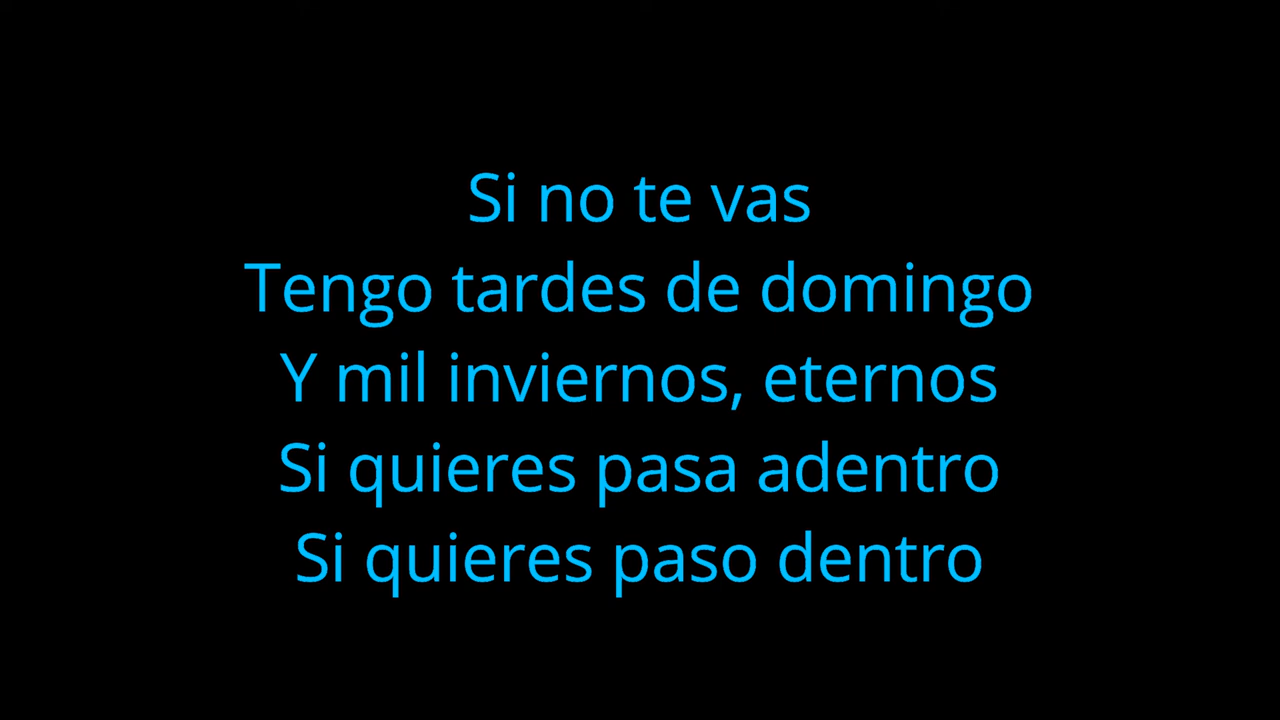 Si no te vas
Tengo tardes de domingo
Y mil inviernos, eternos
Si quieres pasa adentro
Si quieres paso dentro